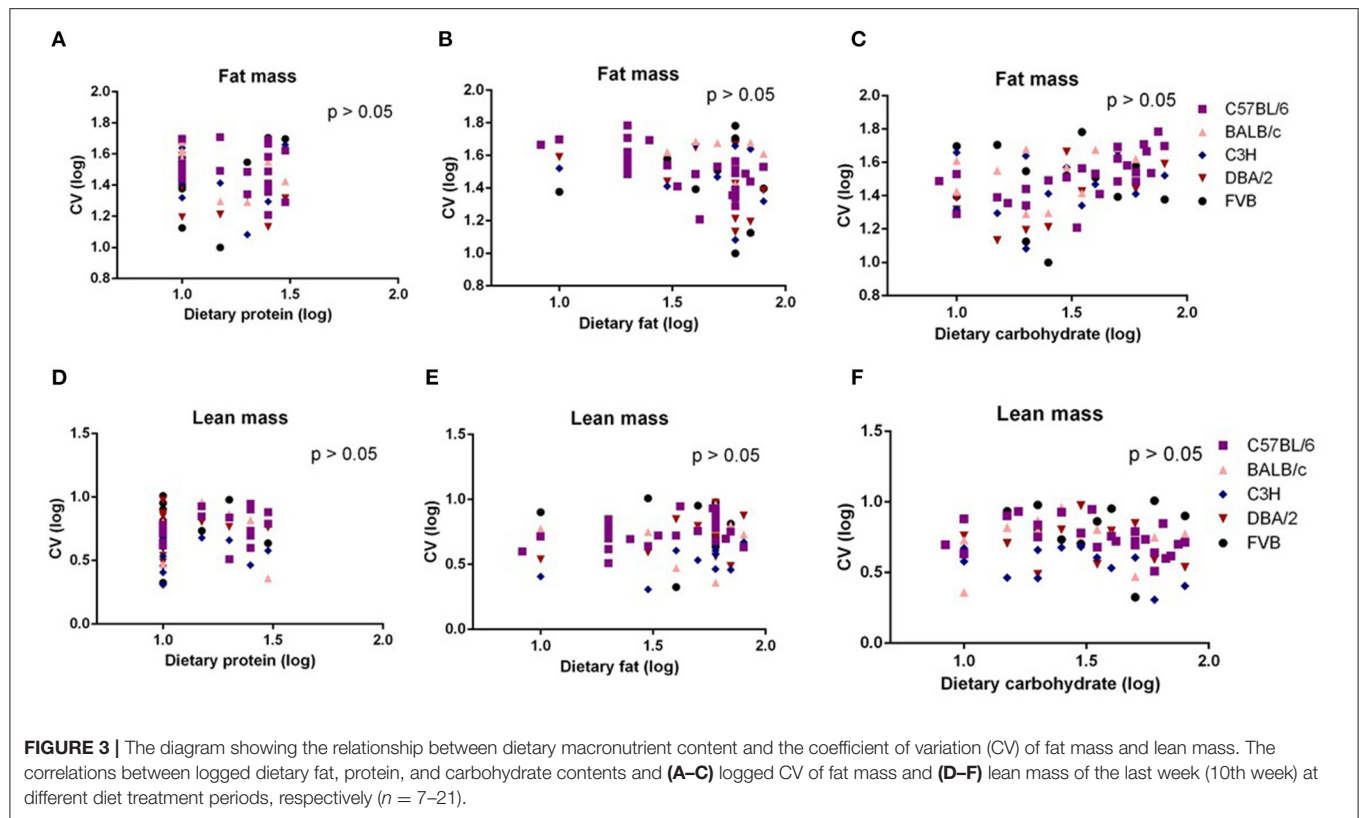 A
Fat mass
p > 0.05
CV (log)
2.0
1.8
1.6
1.4
1.2
1.0
0.8
1.0
1.5
2.0
Dietary protein (log)
B
Fat mass
p > 0.05
CV (log)
2.0
1.8
1.6
1.4
1.2
1.0
0.8
1.0
1.5
2.0
Dietary fat (log)
C
Fat mass
p > 0.05
CV (log)
2.0
1.8
1.6
1.4
1.2
1.0
0.8
1.0
1.5
2.0
Dietary carbohydrate (log)
C57BL/6
BALB/c
C3H
DBA/2
FVB
D
Lean mass
p > 0.05
CV (log)
1.5
1.0
0.5
0.0
1.0
1.5
2.0
Dietary protein (log)
E
Lean mass
p > 0.05
CV (log)
1.5
1.0
0.5
0.0
1.0
1.5
2.0
Dietary fat (log)
F
Lean mass
p > 0.05
CV (log)
1.5
1.0
0.5
0.0
1.0
1.5
2.0
Dietary carbohydrate (log)
C57BL/6
BALB/c
C3H
DBA/2
FVB
FIGURE 3 | The diagram showing the relationship between dietary macronutrient content and the coefficient of variation (CV) of fat mass and lean mass. The
correlations between logged dietary fat, protein, and carbohydrate contents and (A–C) logged CV of fat mass and (D–F) lean mass of the last week (10th week) at
different diet treatment periods, respectively (n = 7–21).